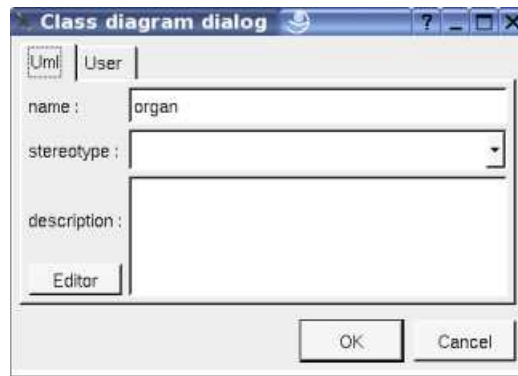 Class diagram dialog ? _ □ X
Uml User
name : organ
stereotype :
description :
Editor
OK Cancel